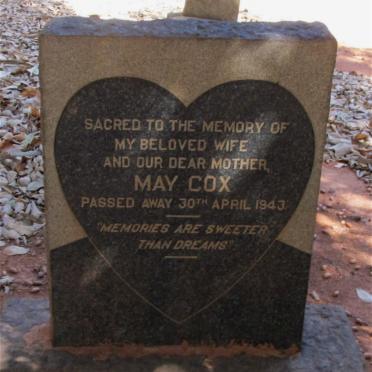 SACRED TO THE MEMORY OF
MY BELOVED WIFE
AND OUR DEAR MOTHER,
MAY COX
PASSED AWAY 30TH APRIL 1943.
"MEMORIES ARE SWEETER
THAN DREAMS"